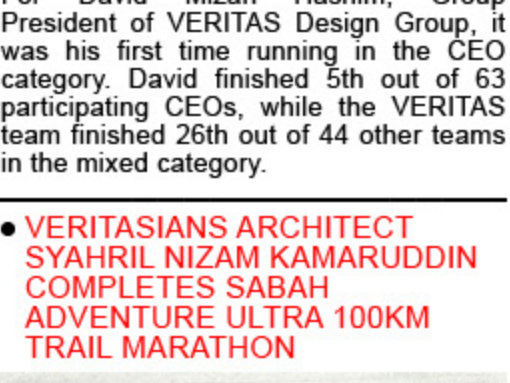 For David Mizan Hashim, Group
President of VERITAS Design Group, it
was his first time running in the CEO
category. David finished 5th out of 63
participating CEOs, while the VERITAS
team finished 26th out of 44 other teams
in the mixed category.
● VERITASIANS ARCHITECT
SYAHRIL NIZAM KAMARUDDIN
COMPLETES SABAH
ADVENTURE ULTRA 100KM
TRAIL MARATHON